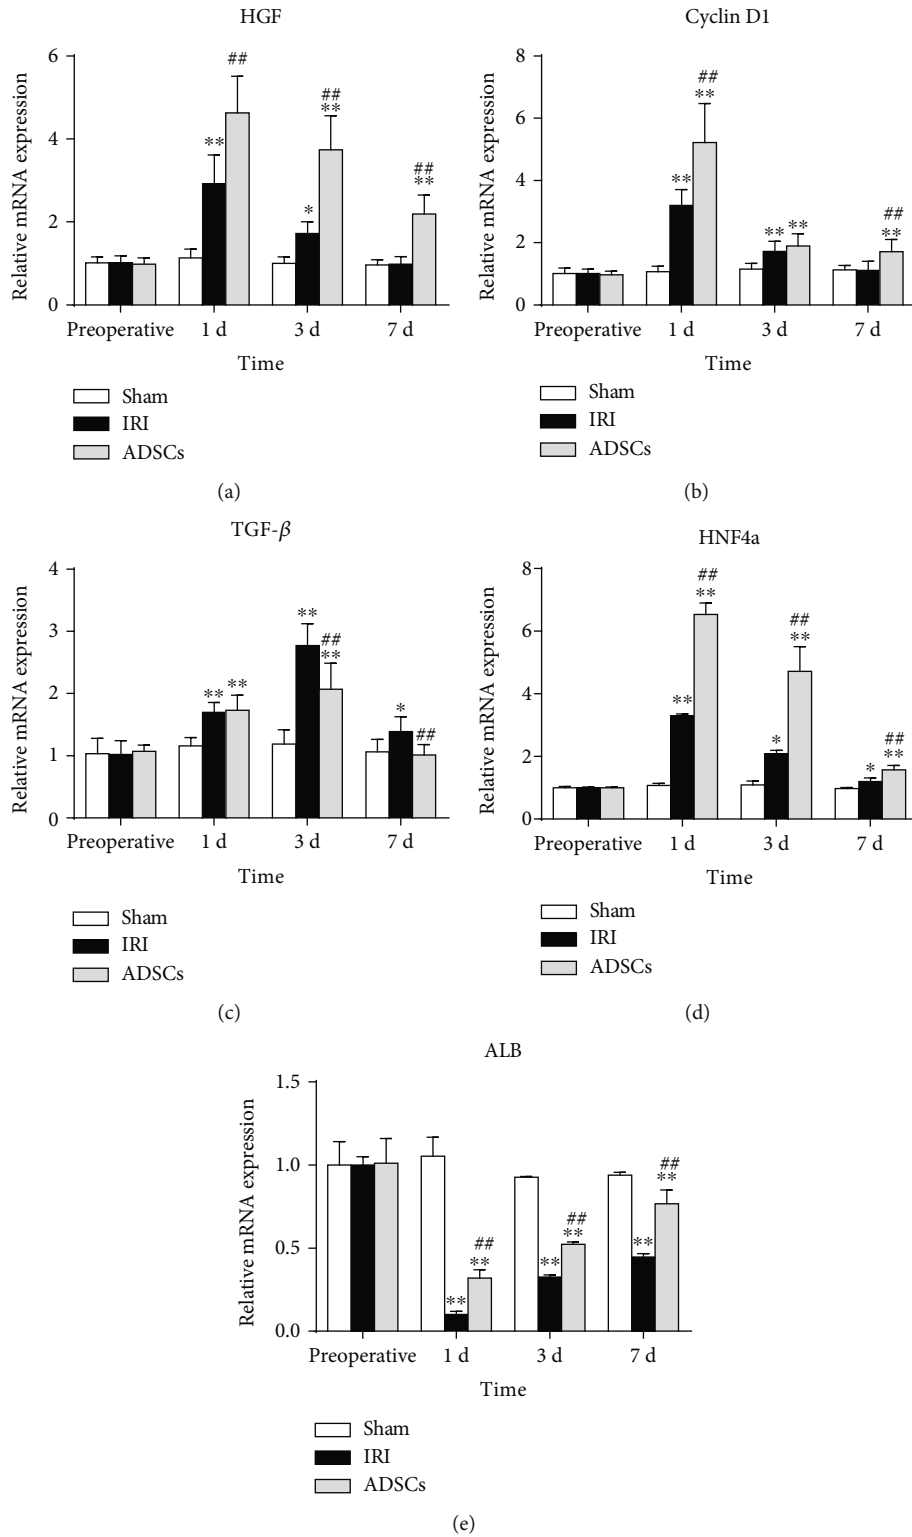 HGF
Relative mRNA expression
6
4
2
0
##
**
*
##
**
##
**
Preoperative 1 d 3 d 7 d
Time
Sham
IRI
ADSCs
(a)
Cyclin D1
Relative mRNA expression
8
6
4
2
0
**
##
**
**
**
##
**
Preoperative 1 d 3 d 7 d
Time
Sham
IRI
ADSCs
(b)
TGF-β
Relative mRNA expression
4
3
2
1
0
**
**
**
##
**
*
##
Preoperative 1 d 3 d 7 d
Time
Sham
IRI
ADSCs
(c)
HNF4a
Relative mRNA expression
8
6
4
2
0
**
##
**
*
##
**
*
##
**
Preoperative 1 d 3 d 7 d
Time
Sham
IRI
ADSCs
(d)
ALB
Relative mRNA expression
1.5
1.0
0.5
0.0
**
##
**
**
##
**
**
##
**
Preoperative 1 d 3 d 7 d
Time
Sham
IRI
ADSCs
(e)